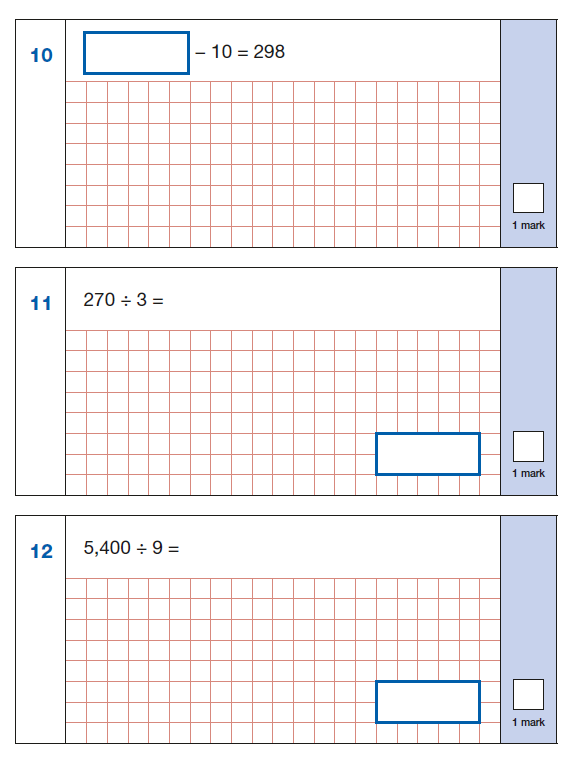 10
– 10 = 298
1 mark
11
270 ÷ 3 =
1 mark
12
5,400 ÷ 9 =
1 mark